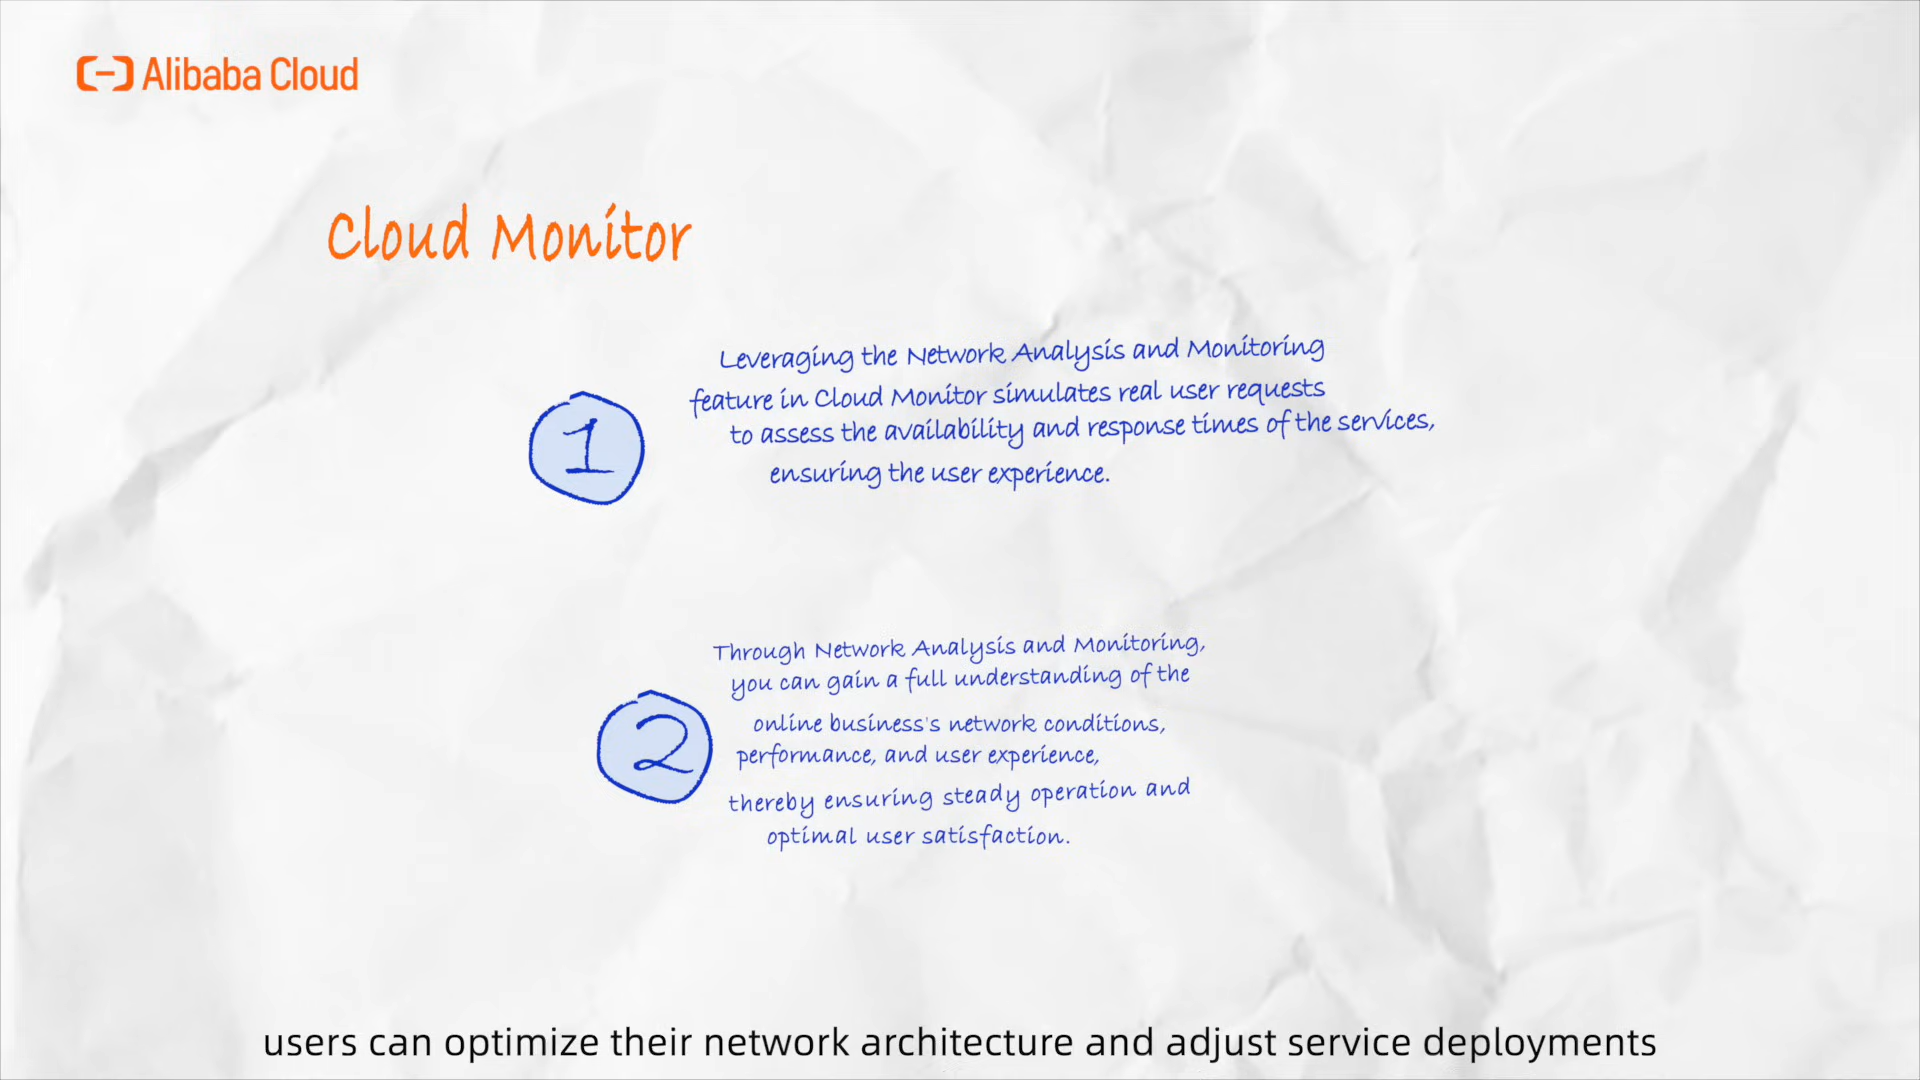 Alibaba Cloud
Cloud Monitor
1
Leveraging the Network Analysis and Monitoring
feature in Cloud Monitor simulates real user requests
to assess the availability and response times of the services,
ensuring the user experience.
2
Through Network Analysis and Monitoring,
you can gain a full understanding of the
online business's network conditions,
performance, and user experience,
thereby ensuring steady operation and
optimal user satisfaction.
users can optimize their network architecture and adjust service deployments